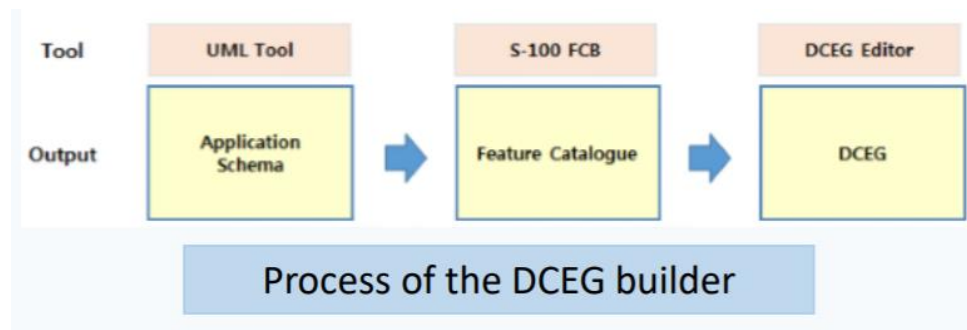 Tool UML Tool S-100 FCB DCEG Editor
Output Application Schema Feature Catalogue DCEG
Process of the DCEG builder